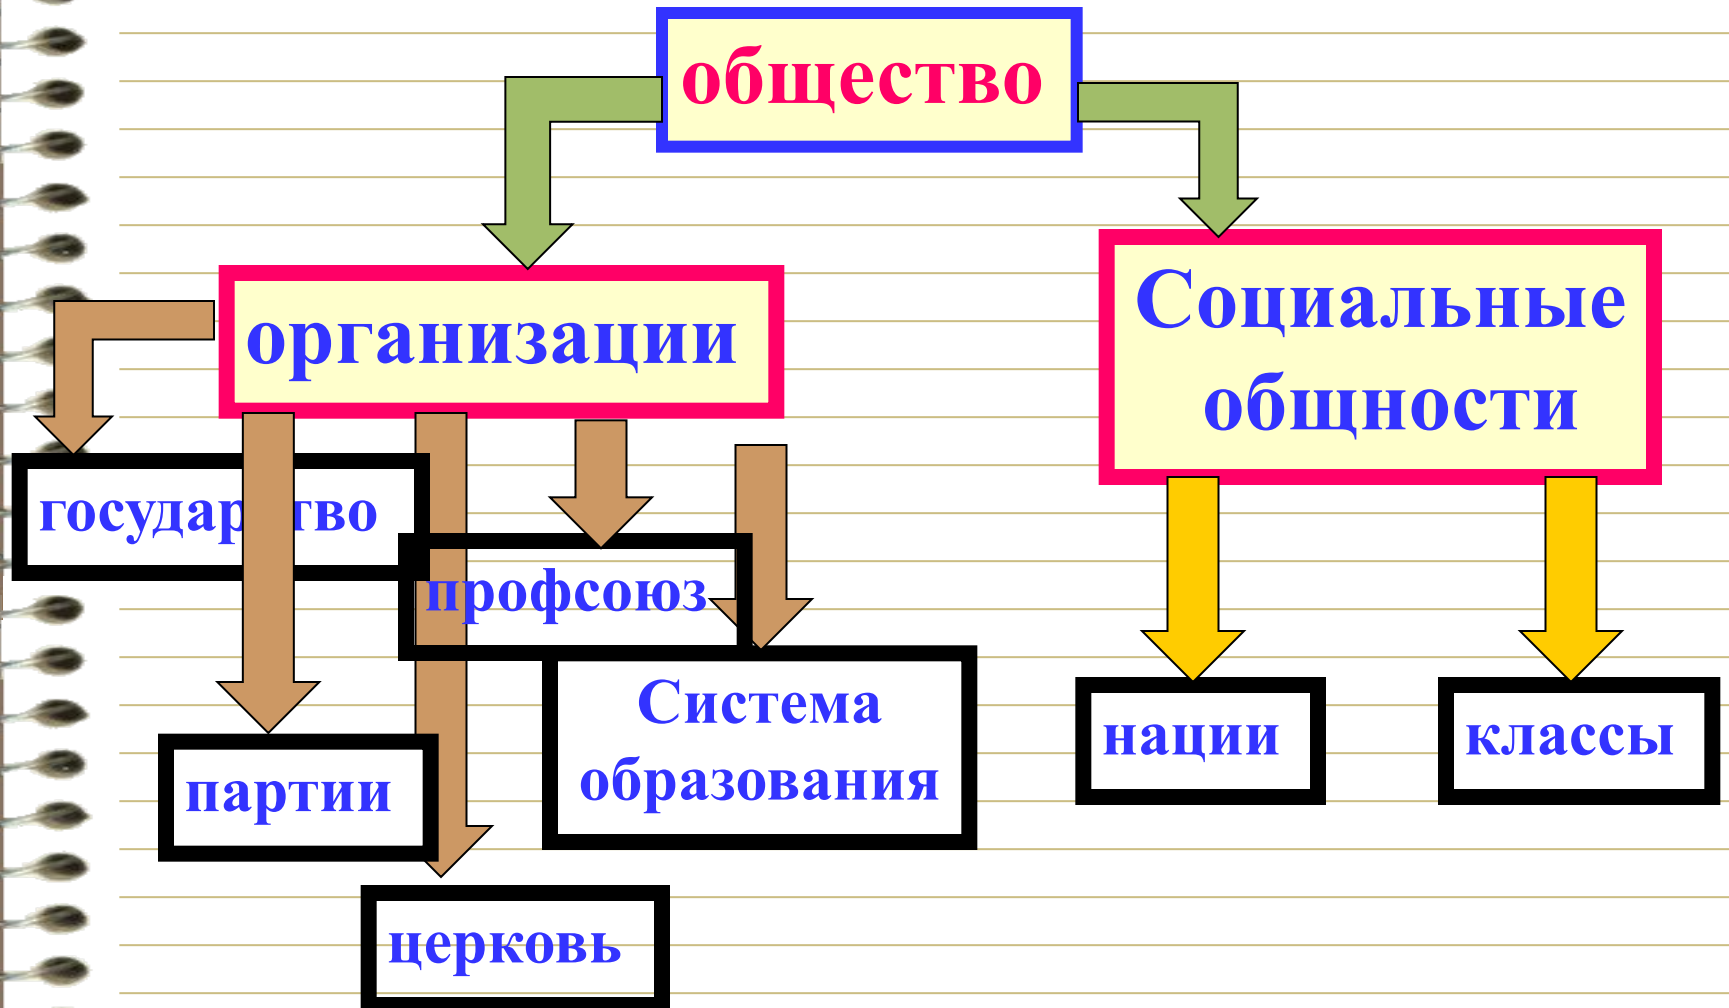 общество
организации
Социальные
общности
государство
профсоюз
Система
образования
партии
нации
классы
церковь